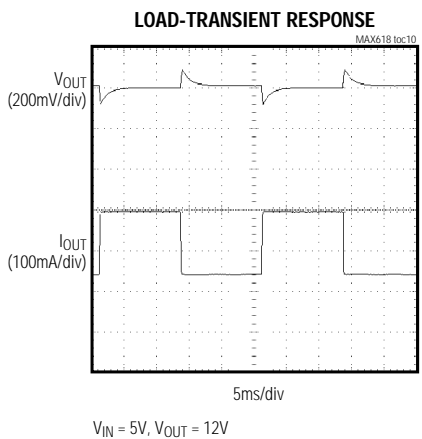 LOAD-TRANSIENT RESPONSE
MAX618 toc10
VOUT
(200mV/div)
IOUT
(100mA/div)
5ms/div
VIN = 5V, VOUT = 12V